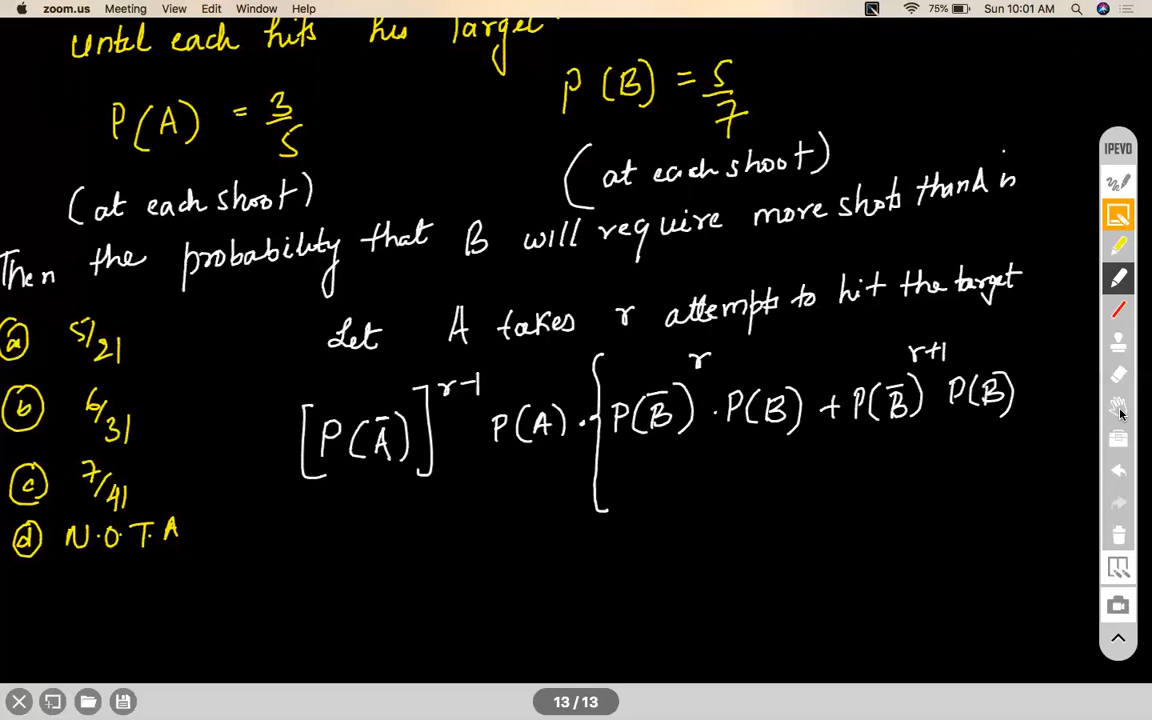 zoom.us Meeting View Edit Window Help 75% Sun 10:01 AM
until each hits his Target
P(A) = 3/5
P(B) = 5/7
(at each shoot)
(at each shoot)
Then the probability that B will require more shots than A is
Let A takes r attempts to hit the target
(a) 5/21
(b) 6/31
(c) 7/41
(d) N.O.T.A
[P(Ā)]^{r-1} P(A) · { P(B̄)^r · P(B) + P(B̄)^{r+1} P(B)
IPEVO
13 / 13